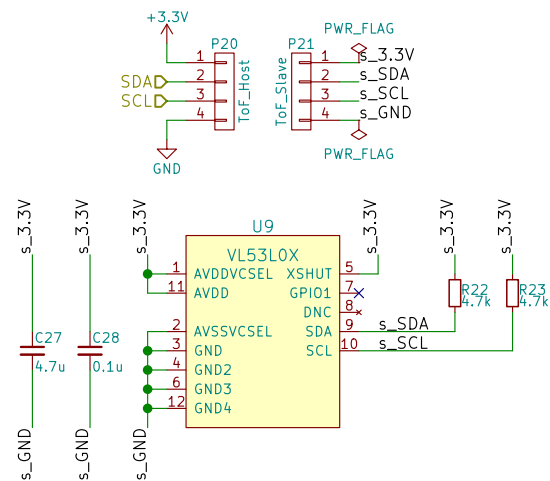 +3.3V
P20
P21
PWR_FLAG
1
2
3
4
SDA
SCL
ToF_Host
GND
ToF_Slave
1
2
3
4
s_3.3V
s_SDA
s_SCL
s_GND
PWR_FLAG
s_3.3V
s_3.3V
s_3.3V
s_3.3V
s_3.3V
s_3.3V
U9
VL53L0X
1 AVDDVCSEL XSHUT 5
11 AVDD GPIO1 7
DNC 8
2 AVSSVCSEL SDA 9 s_SDA
3 GND SCL 10 s_SCL
4 GND2
6 GND3
12 GND4
R22
4.7k
R23
4.7k
C27
4.7u
C28
0.1u
s_GND
s_GND
s_GND